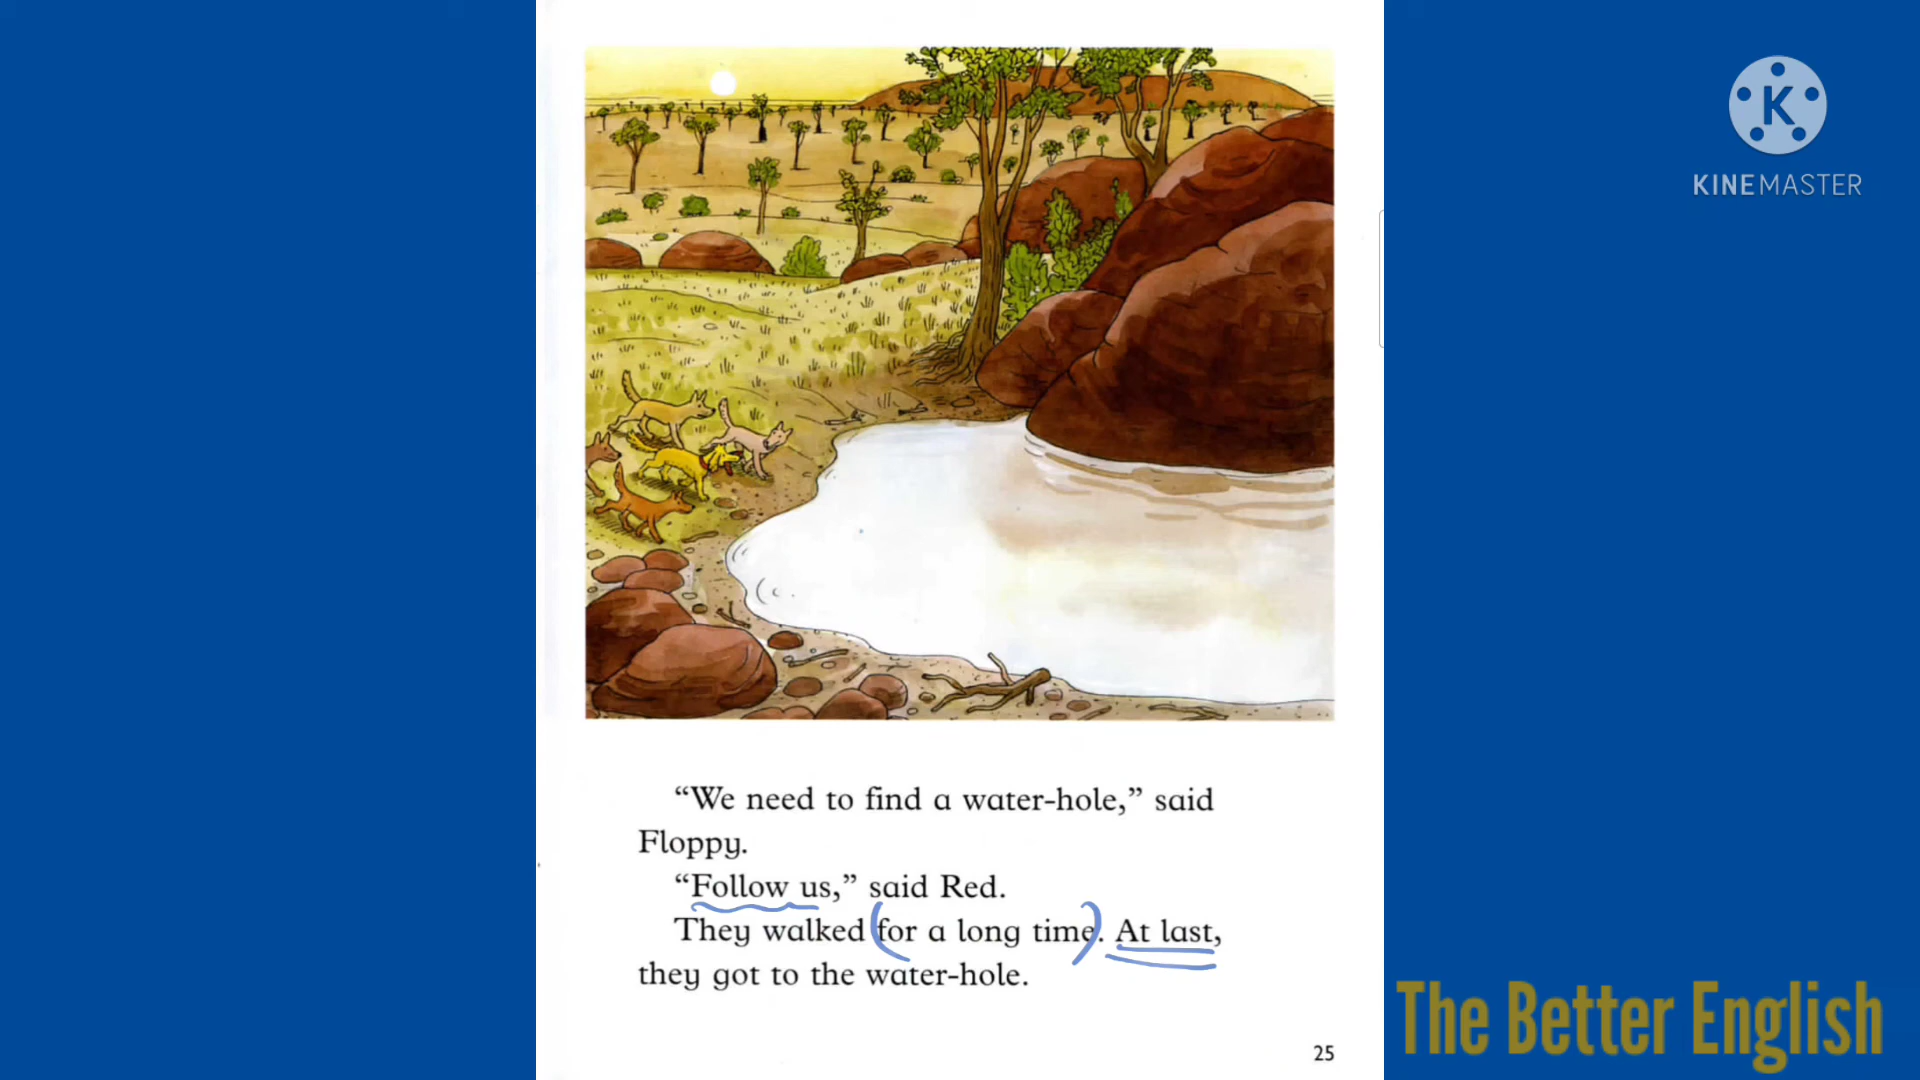 K
KINEMASTER
"We need to find a water-hole," said
Floppy.
"Follow us," said Red.
They walked (for a long time). At last,
they got to the water-hole.
25
The Better English